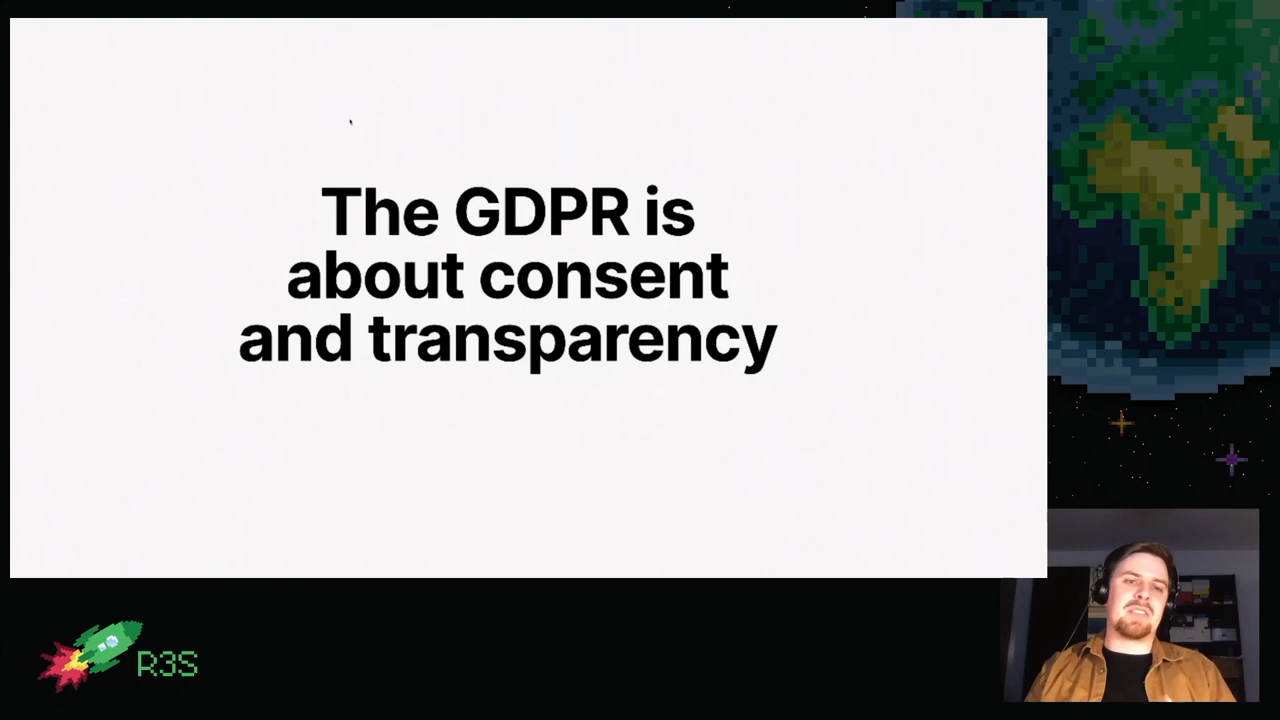 The GDPR is
about consent
and transparency
R3S